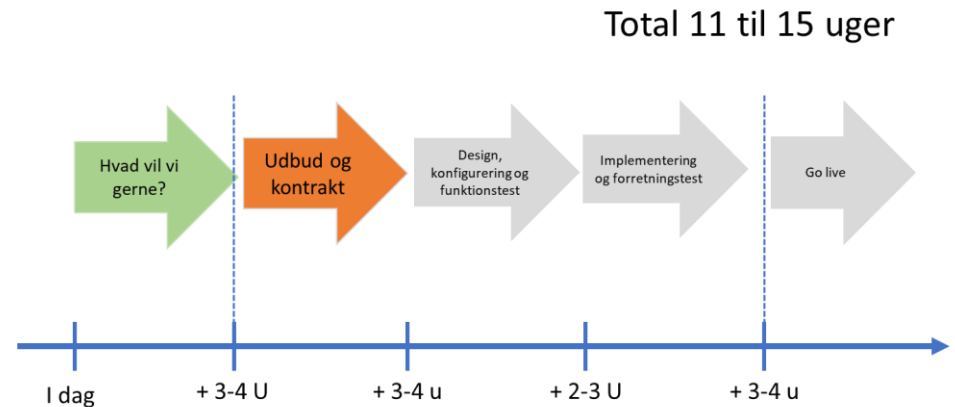 Total 11 til 15 uger
Hvad vil vi
gerne?
Udbud og
kontrakt
Design,
konfigurering og
funktionstest
Implementering
og forretningstest
Go live
I dag
+ 3-4 U
+ 3-4 u
+ 2-3 U
+ 3-4 u